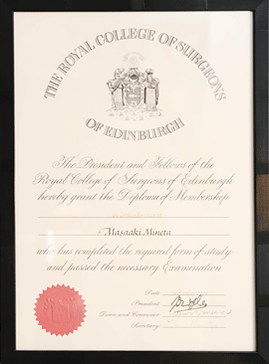 THE ROYAL COLLEGE OF SURGEONS
OF EDINBURGH
The President and Fellows of the
Royal College of Surgeons of Edinburgh
hereby grant the Diploma of Membership
Masaaki Mineta
who has completed the required form of study
and passed the necessary Examination
Date
President
Dean and Convener
Secretary